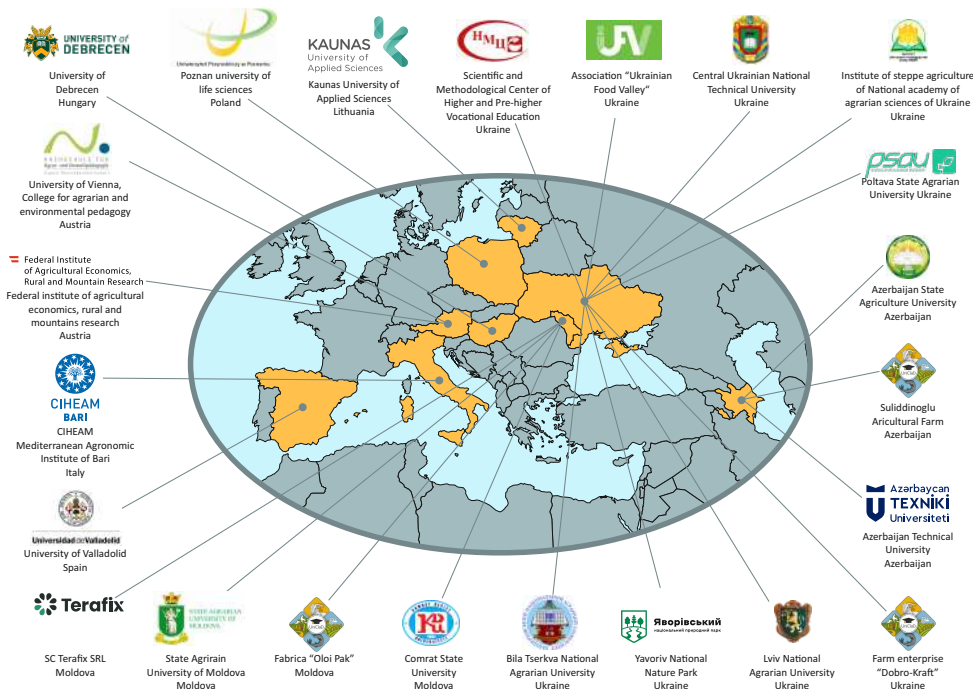 UNIVERSITY of
DEBRECEN
University of
Debrecen
Hungary
Uniwersytet Przyrodniczy w Poznaniu
Poznan university of
life sciences
Poland
KAUNAS
University of
Applied Sciences
Kaunas University of
Applied Sciences
Lithuania
НМЦ
Scientific and
Methodological Center of
Higher and Pre-higher
Vocational Education
Ukraine
Association "Ukrainian
Food Valley"
Ukraine
Central Ukrainian National
Technical University
Ukraine
Institute of steppe agriculture
of National academy of
agrarian sciences of Ukraine
Ukraine
University of Vienna,
College for agrarian and
environmental pedagogy
Austria
psau
Poltava State Agrarian
University Ukraine
Azerbaijan State
Agriculture University
Azerbaijan
Federal Institute
of Agricultural Economics,
Rural and Mountain Research
Federal institute of agricultural
economics, rural and
mountains research
Austria
CIHEAM
BARI
CIHEAM
Mediterranean Agronomic
Institute of Bari
Italy
Suliddinoglu
Aricultural Farm
Azerbaijan
Azərbaycan
TEXNİKİ
Universiteti
Azerbaijan Technical
University
Azerbaijan
Universidad de Valladolid
University of Valladolid
Spain
Terafix
SC Terafix SRL
Moldova
STATE AGRARIAN
UNIVERSITY OF
MOLDOVA
State Agrirain
University of Moldova
Moldova
Fabrica "Oloi Pak"
Moldova
Comrat State
University
Moldova
Bila Tserkva National
Agrarian University
Ukraine
Яворівський
національний природний парк
Yavoriv National
Nature Park
Ukraine
Lviv National
Agrarian University
Ukraine
Farm enterprise
"Dobro-Kraft"
Ukraine